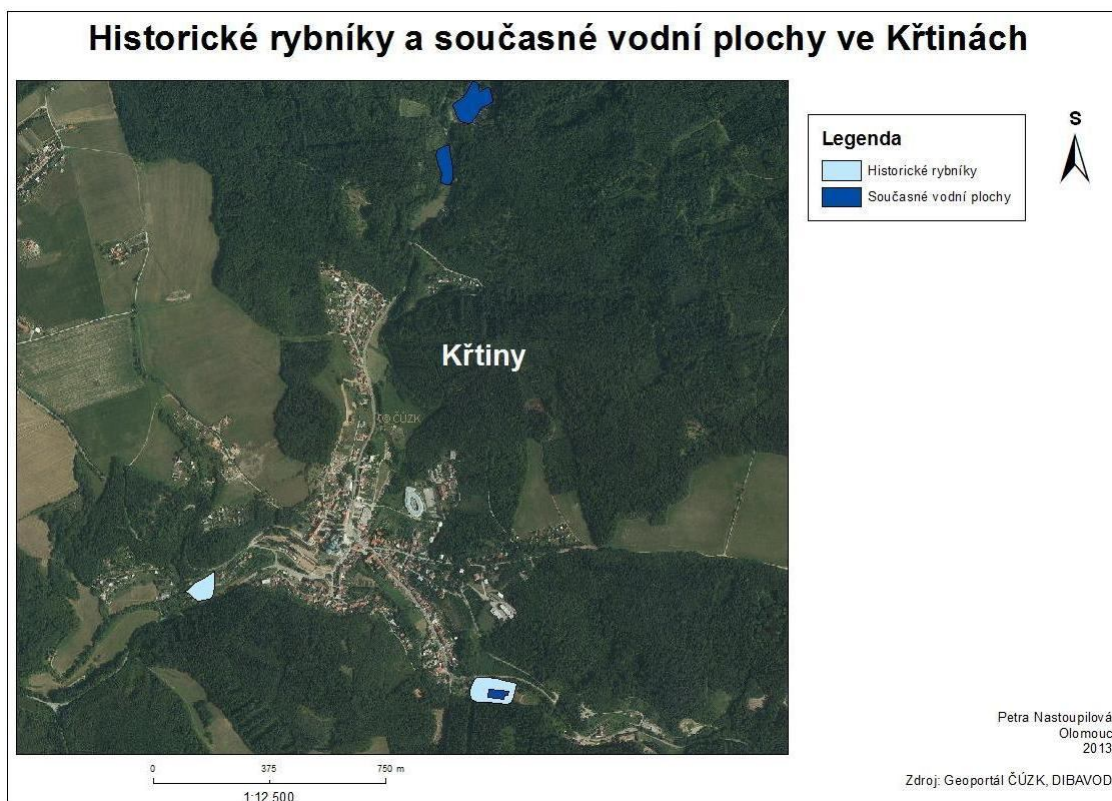 Historické rybníky a současné vodní plochy ve Křtinách
S
Legenda
Historické rybníky
Současné vodní plochy
Křtiny
ČÚZK
0 375 750 m
1:12 500
Petra Nastoupilová
Olomouc
2013
Zdroj: Geoportál ČÚZK, DIBAVOD